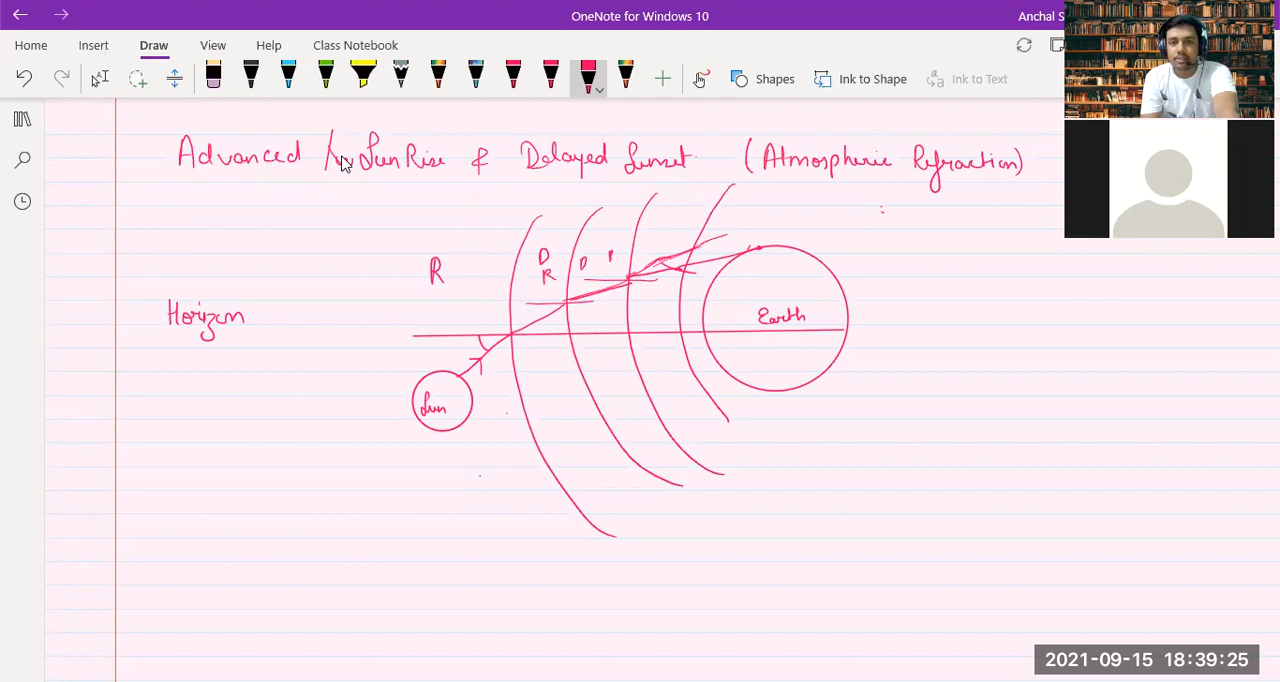 OneNote for Windows 10
Anchal S
Home Insert Draw View Help Class Notebook
Shapes Ink to Shape Ink to Text
Advanced SunRise & Delayed Sunset (Atmospheric Refraction)
R
D
R
D
Horizon
Earth
Sun
2021-09-15 18:39:25